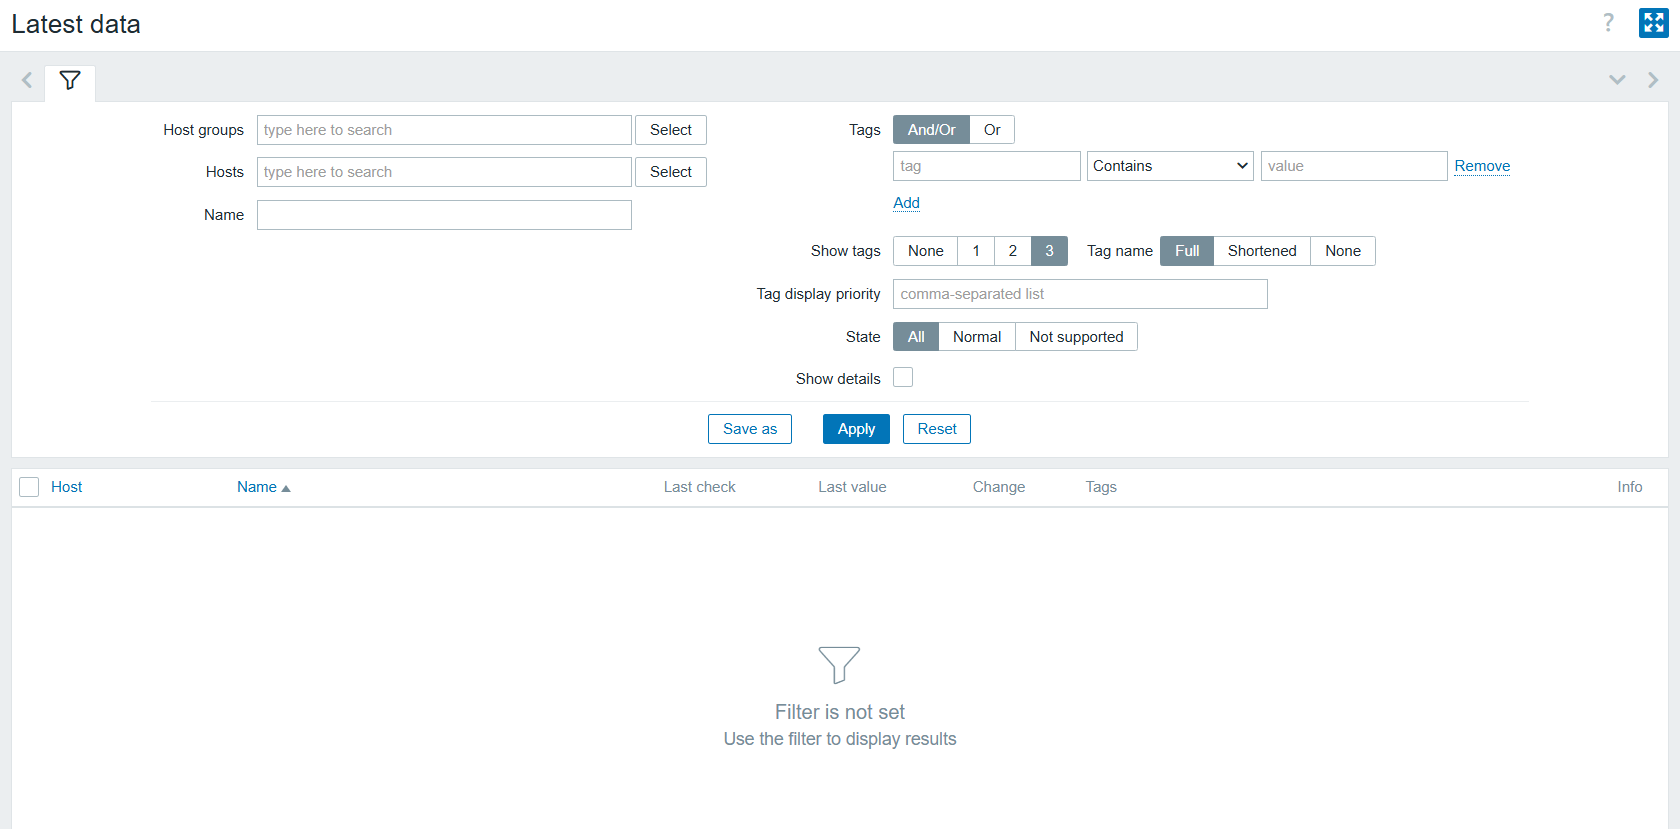 Latest data
?
Host groups type here to search Select
Hosts type here to search Select
Name
Tags And/Or Or
tag Contains value Remove
Add
Show tags None 1 2 3 Tag name Full Shortened None
Tag display priority comma-separated list
State All Normal Not supported
Show details
Save as Apply Reset
Host Name Last check Last value Change Tags Info
Filter is not set
Use the filter to display results